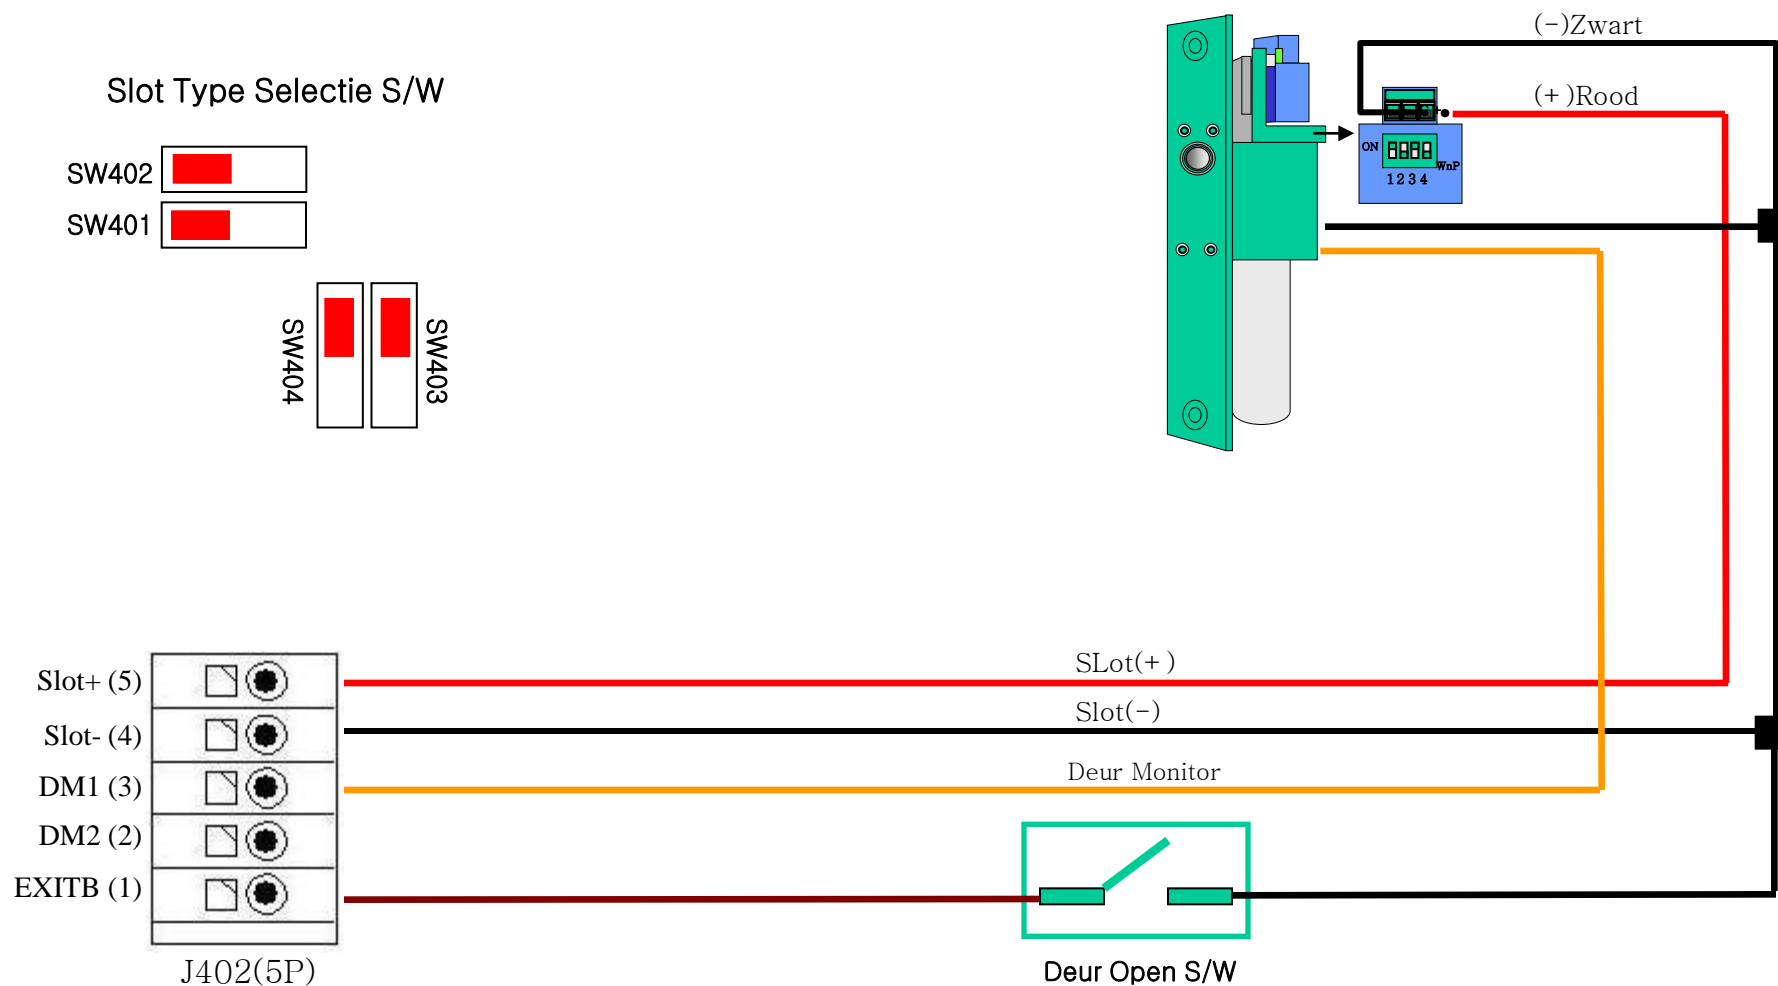 (-)Zwart
Slot Type Selectie S/W
(+)Rood
SW402
SW401
ON
WnP
1 2 3 4
SW404
SW403
SLot(+)
Slot+ (5)
Slot(-)
Slot- (4)
Deur Monitor
DM1 (3)
DM2 (2)
EXITB (1)
J402(5P)
Deur Open S/W